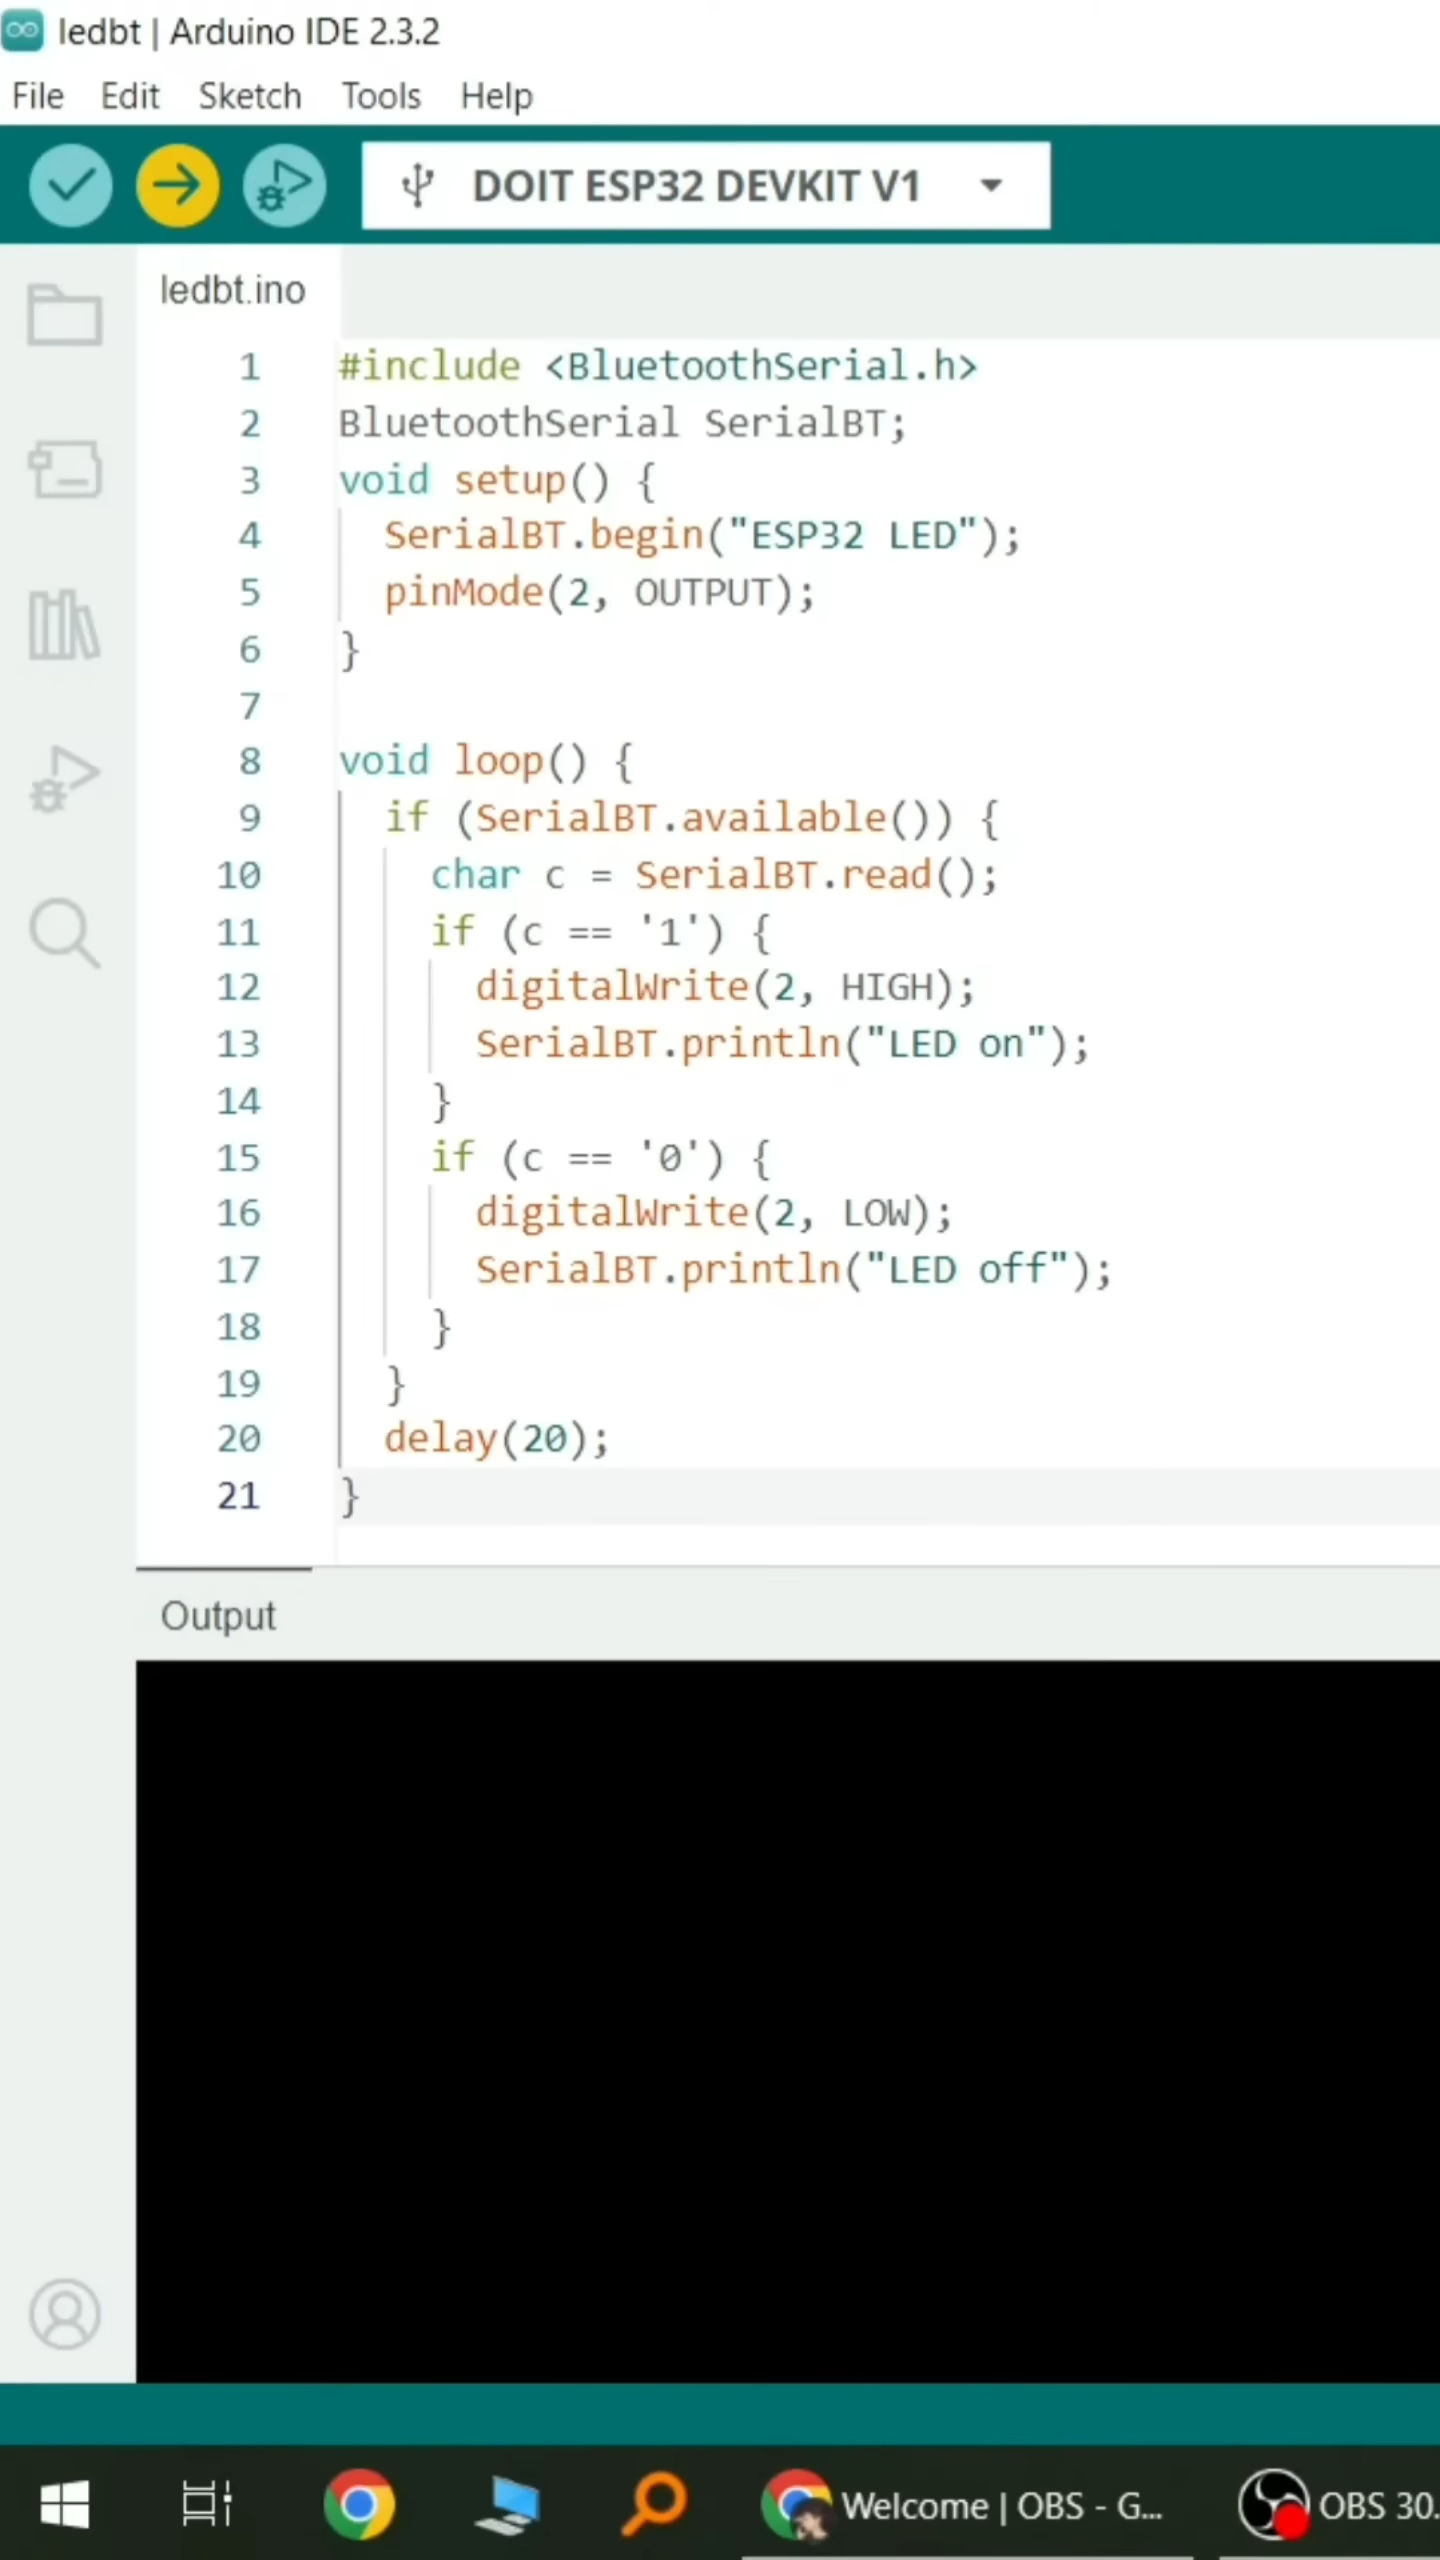 ledbt | Arduino IDE 2.3.2
File Edit Sketch Tools Help
DOIT ESP32 DEVKIT V1
ledbt.ino
1 #include <BluetoothSerial.h>
2 BluetoothSerial SerialBT;
3 void setup() {
4 SerialBT.begin("ESP32 LED");
5 pinMode(2, OUTPUT);
6 }
7
8 void loop() {
9 if (SerialBT.available()) {
10 char c = SerialBT.read();
11 if (c == '1') {
12 digitalWrite(2, HIGH);
13 SerialBT.println("LED on");
14 }
15 if (c == '0') {
16 digitalWrite(2, LOW);
17 SerialBT.println("LED off");
18 }
19 }
20 delay(20);
21 }
Output
Welcome | OBS - G... OBS 30.